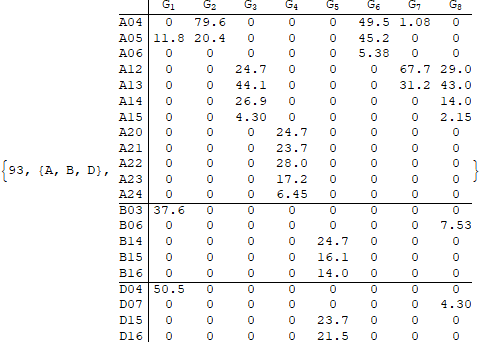 G₁ G₂ G₃ G₄ G₅ G₆ G₇ G₈
A04 0 79.6 0 0 0 49.5 1.08 0
A05 11.8 20.4 0 0 0 45.2 0 0
A06 0 0 0 0 0 5.38 0 0
A12 0 0 24.7 0 0 0 67.7 29.0
A13 0 0 44.1 0 0 0 31.2 43.0
A14 0 0 26.9 0 0 0 0 14.0
A15 0 0 4.30 0 0 0 0 2.15
A20 0 0 0 24.7 0 0 0 0
A21 0 0 0 23.7 0 0 0 0
{93, {A, B, D}, A22 0 0 0 28.0 0 0 0 0 }
A23 0 0 0 17.2 0 0 0 0
A24 0 0 0 6.45 0 0 0 0
B03 37.6 0 0 0 0 0 0 0
B06 0 0 0 0 0 0 0 7.53
B14 0 0 0 0 24.7 0 0 0
B15 0 0 0 0 16.1 0 0 0
B16 0 0 0 0 14.0 0 0 0
D04 50.5 0 0 0 0 0 0 0
D07 0 0 0 0 0 0 0 4.30
D15 0 0 0 0 23.7 0 0 0
D16 0 0 0 0 21.5 0 0 0